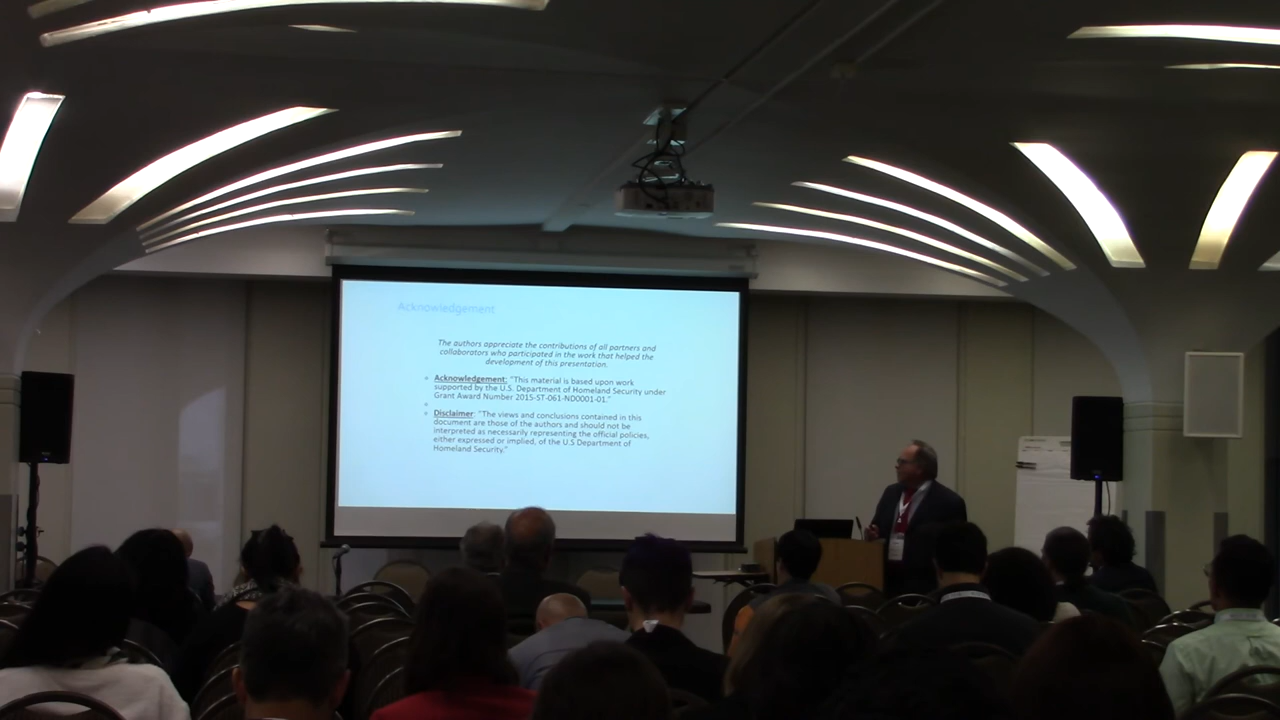 Acknowledgement
The authors appreciate the contributions of all partners and
collaborators who participated in the work that helped the
development of this presentation.
Acknowledgement: "This material is based upon work
supported by the U.S. Department of Homeland Security under
Grant Award Number 2015-ST-061-ND0001-01."
Disclaimer: "The views and conclusions contained in this
document are those of the authors and should not be
interpreted as necessarily representing the official policies,
either expressed or implied, of the U.S Department of
Homeland Security."